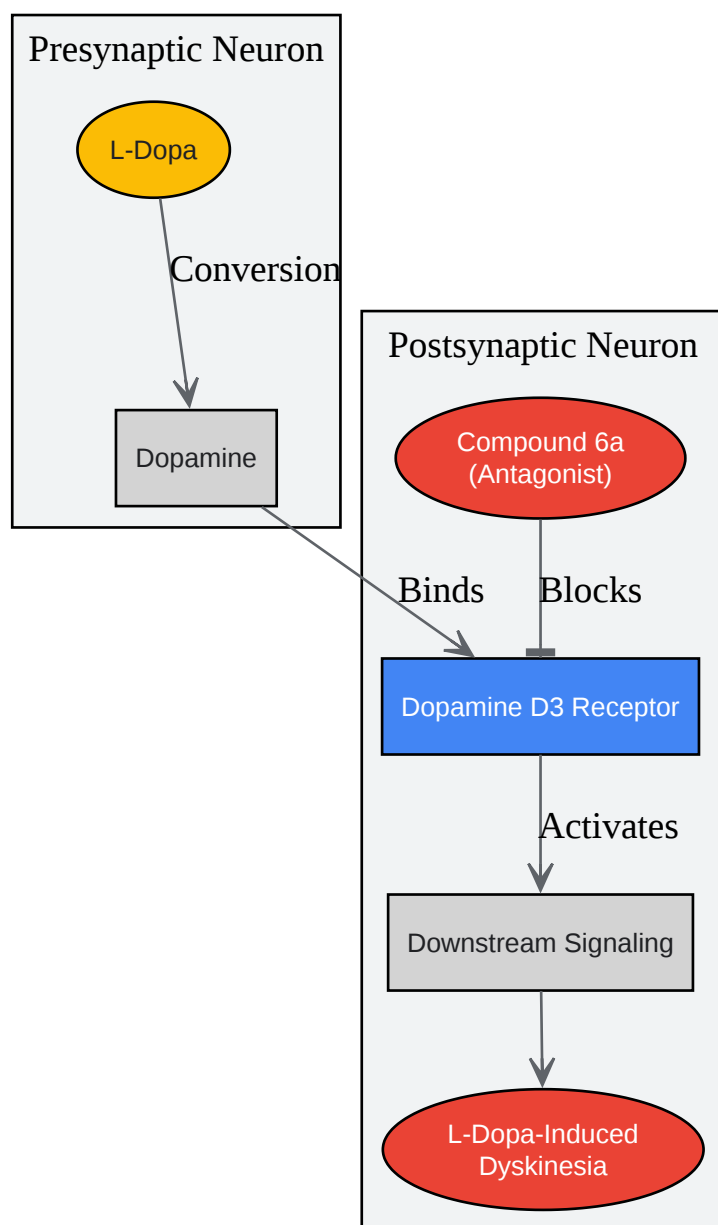 Presynaptic Neuron
L-Dopa
Conversion
Dopamine
Postsynaptic Neuron
Compound 6a
(Antagonist)
Binds
Blocks
Dopamine D3 Receptor
Activates
Downstream Signaling
L-Dopa-Induced
Dyskinesia